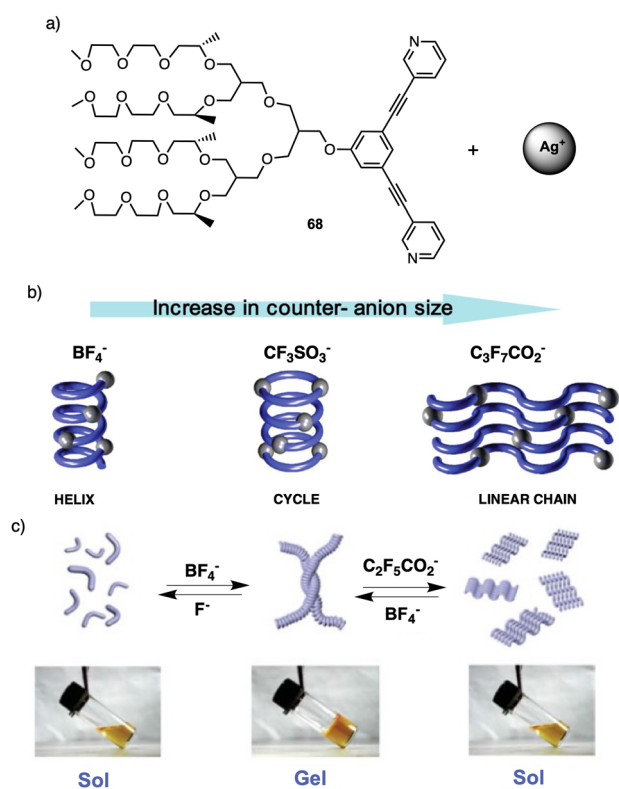 a)
68
+
Ag⁺
b)
Increase in counter- anion size
BF₄⁻
CF₃SO₃⁻
C₃F₇CO₂⁻
HELIX
CYCLE
LINEAR CHAIN
c)
BF₄⁻
F⁻
C₂F₅CO₂⁻
BF₄⁻
Sol
Gel
Sol